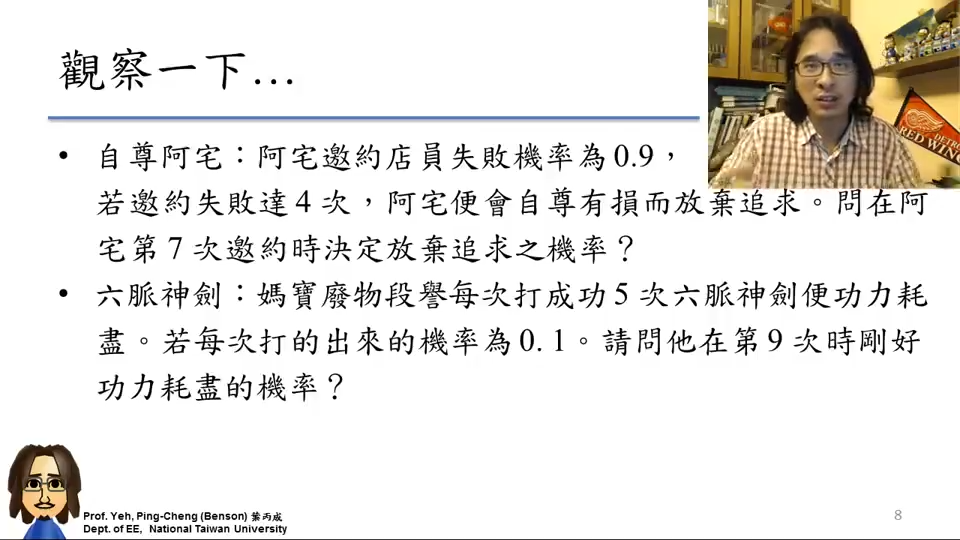 觀察一下…
• 自尊阿宅：阿宅邀約店員失敗機率為0.9，
若邀約失敗達4次，阿宅便會自尊有損而放棄追求。問在阿
宅第7次邀約時決定放棄追求之機率？
• 六脈神劍：媽寶廢物段譽每次打成功5次六脈神劍便功力耗
盡。若每次打的出來的機率為0.1。請問他在第9次時剛好
功力耗盡的機率？
DETROIT
RED WINGS
Prof. Yeh, Ping-Cheng (Benson) 葉丙成
Dept. of EE, National Taiwan University
8